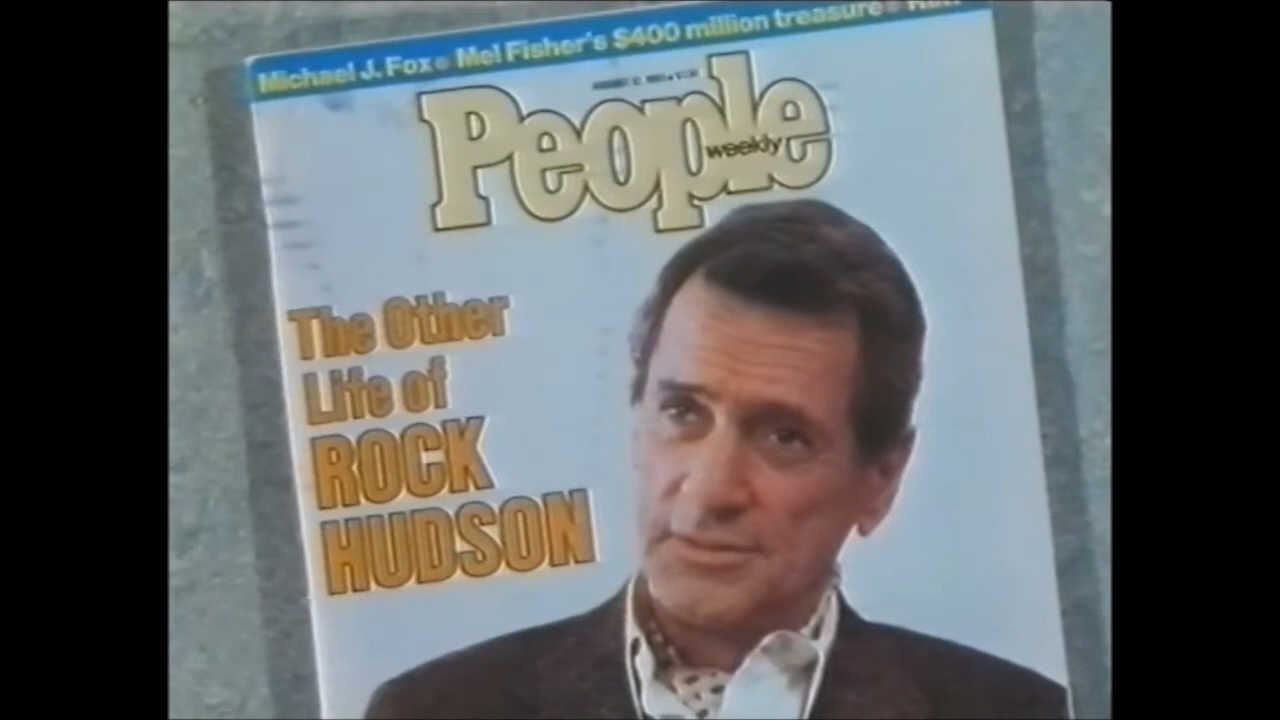 Michael J. Fox • Mel Fisher's $400 million treasure •
People
weekly
The Other
Life of
ROCK
HUDSON